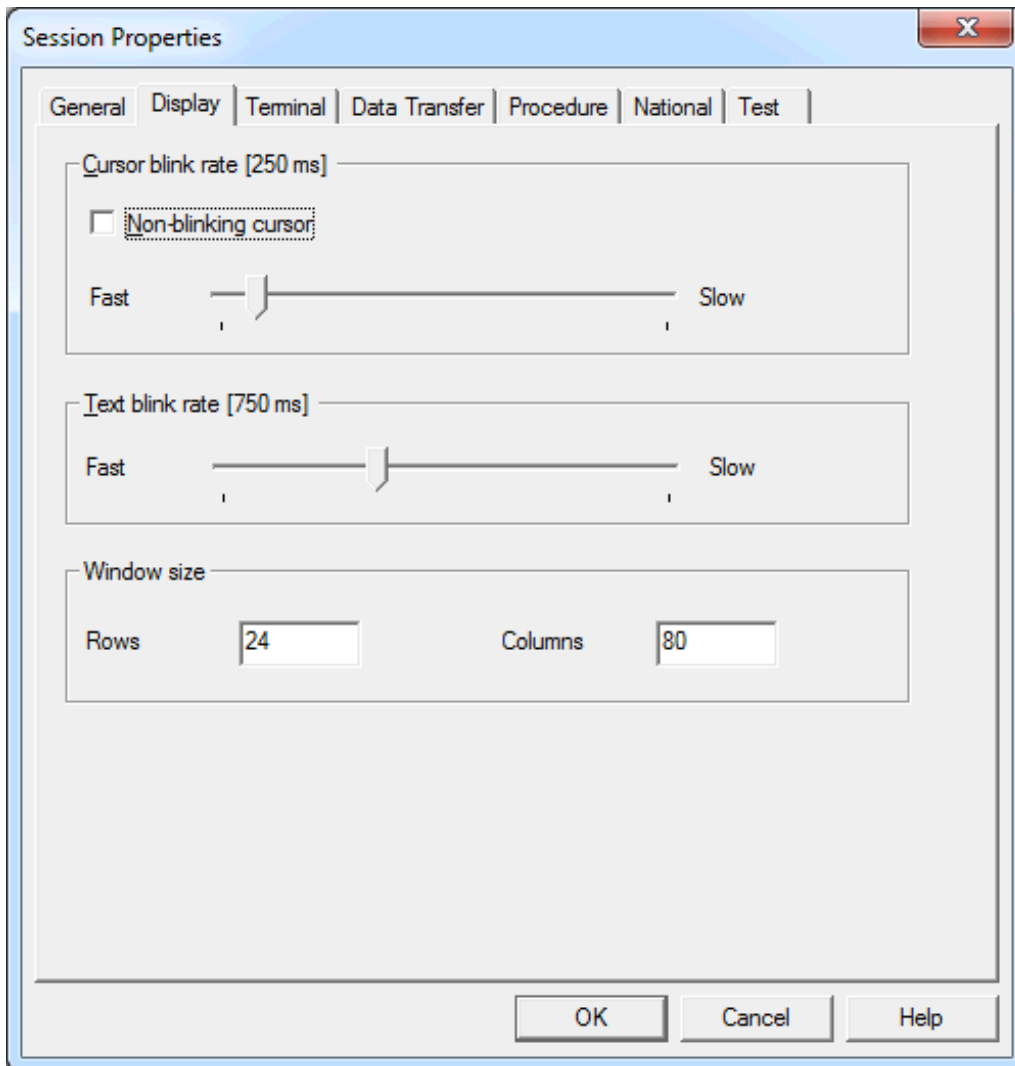 Session Properties
General Display Terminal Data Transfer Procedure National Test
Cursor blink rate [250 ms]
Non-blinking cursor
Fast Slow
Text blink rate [750 ms]
Fast Slow
Window size
Rows 24 Columns 80
OK Cancel Help